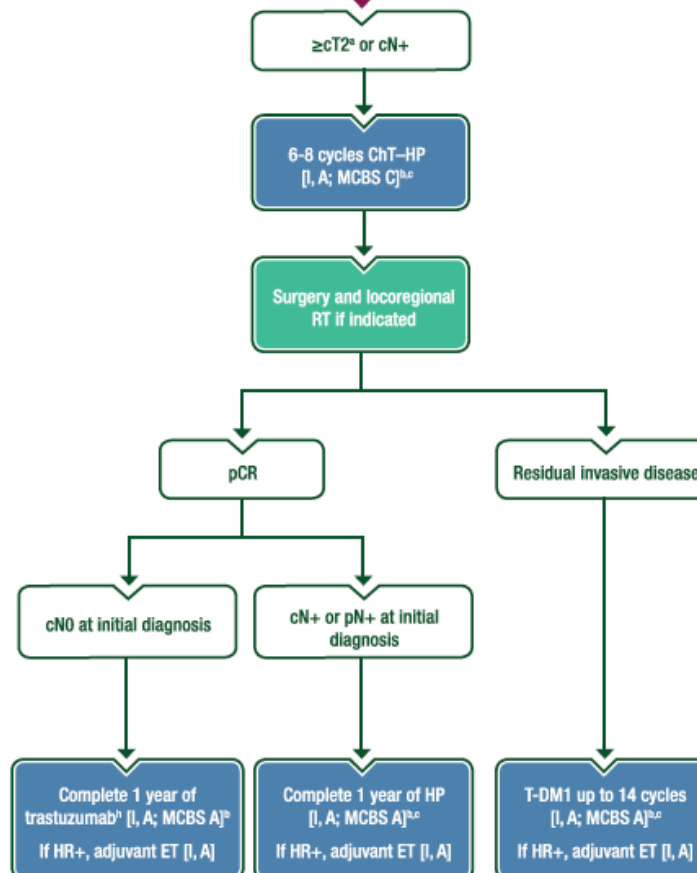 ≥cT2ᵃ or cN+
6-8 cycles ChT–HP
[I, A; MCBS C]ᵇ,ᶜ
Surgery and locoregional
RT if indicated
pCR
Residual invasive disease
cN0 at initial diagnosis
cN+ or pN+ at initial
diagnosis
Complete 1 year of
trastuzumabʰ [I, A; MCBS A]ᵇ
If HR+, adjuvant ET [I, A]
Complete 1 year of HP
[I, A; MCBS A]ᵇ,ᶜ
If HR+, adjuvant ET [I, A]
T-DM1 up to 14 cycles
[I, A; MCBS A]ᵇ,ᶜ
If HR+, adjuvant ET [I, A]